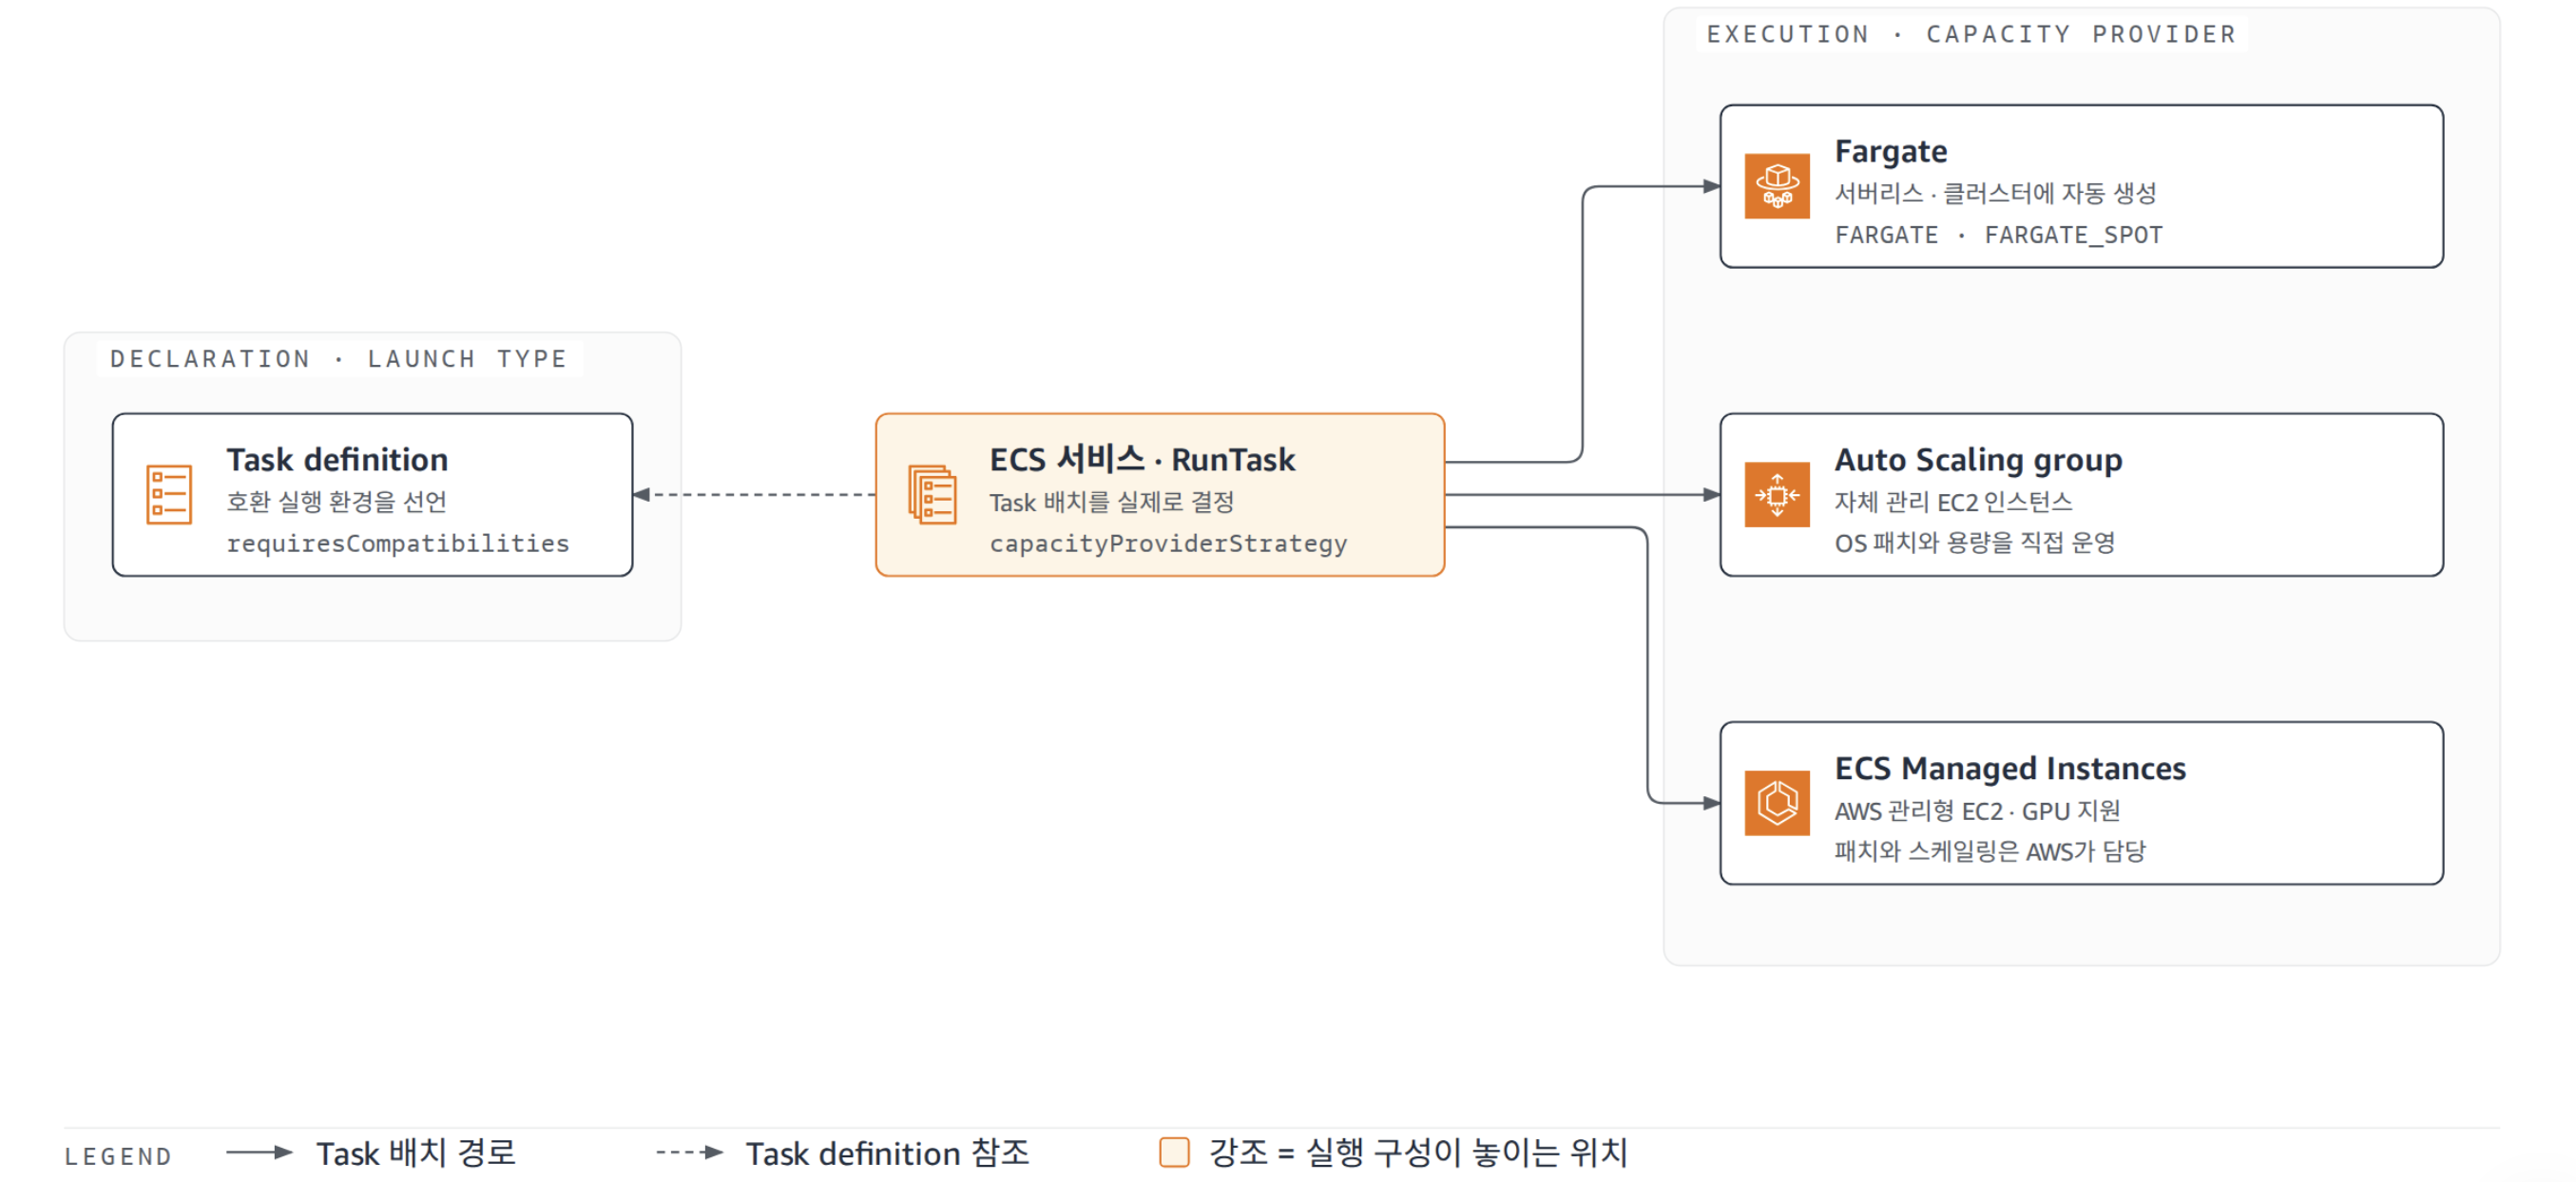 EXECUTION · CAPACITY PROVIDER
Fargate
서버리스 · 클러스터에 자동 생성
FARGATE · FARGATE_SPOT
DECLARATION · LAUNCH TYPE
Task definition
호환 실행 환경을 선언
requiresCompatibilities
ECS 서비스 · RunTask
Task 배치를 실제로 결정
capacityProviderStrategy
Auto Scaling group
자체 관리 EC2 인스턴스
OS 패치와 용량을 직접 운영
ECS Managed Instances
AWS 관리형 EC2 · GPU 지원
패치와 스케일링은 AWS가 담당
LEGEND
Task 배치 경로
Task definition 참조
강조 = 실행 구성이 놓이는 위치